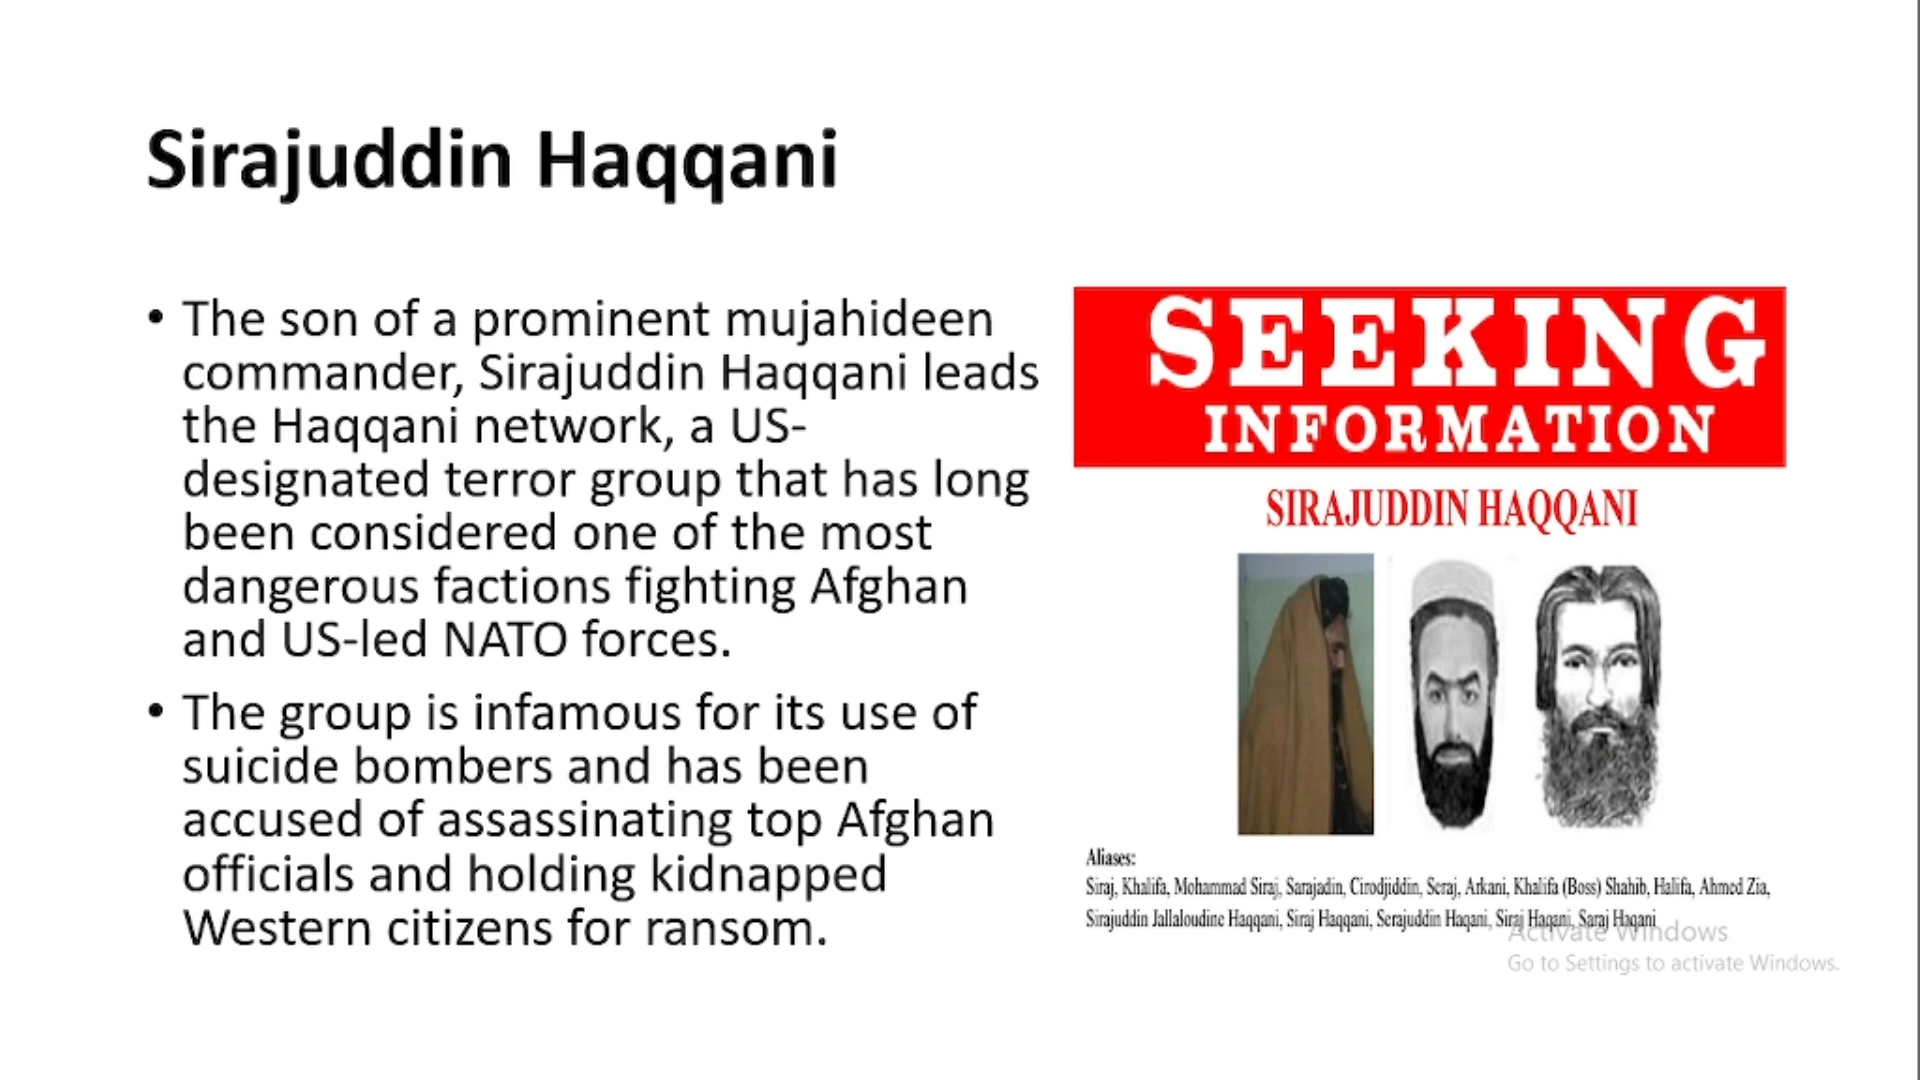 Sirajuddin Haqqani
• The son of a prominent mujahideen
commander, Sirajuddin Haqqani leads
the Haqqani network, a US-
designated terror group that has long
been considered one of the most
dangerous factions fighting Afghan
and US-led NATO forces.
• The group is infamous for its use of
suicide bombers and has been
accused of assassinating top Afghan
officials and holding kidnapped
Western citizens for ransom.
SEEKING
INFORMATION
SIRAJUDDIN HAQQANI
Aliases:
Siraj, Khalifa, Mohammad Siraj, Sarajadin, Cirodjiddin, Seraj, Arkani, Khalifa (Boss) Shahib, Halifa, Ahmed Zia,
Sirajuddin Jallaloudine Haqqani, Siraj Haqqani, Serajuddin Haqani, Siraj Haqani, Saraj Haqani
Activate Windows
Go to Settings to activate Windows.